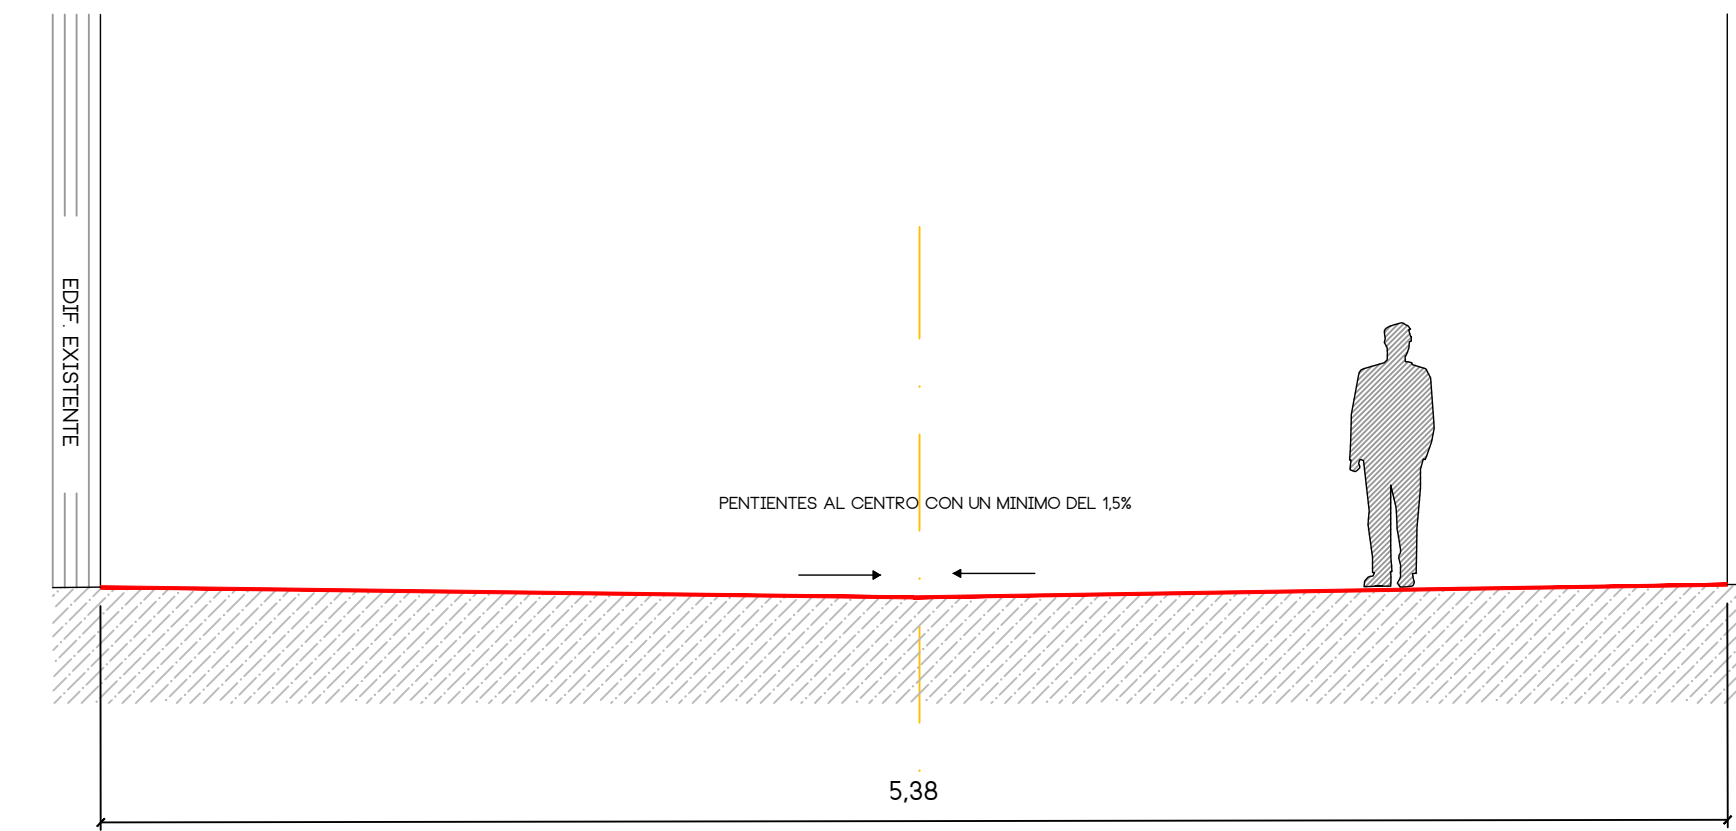 EDIF. EXISTENTE
PENTIENTES AL CENTRO CON UN MINIMO DEL 1,5%
5,38